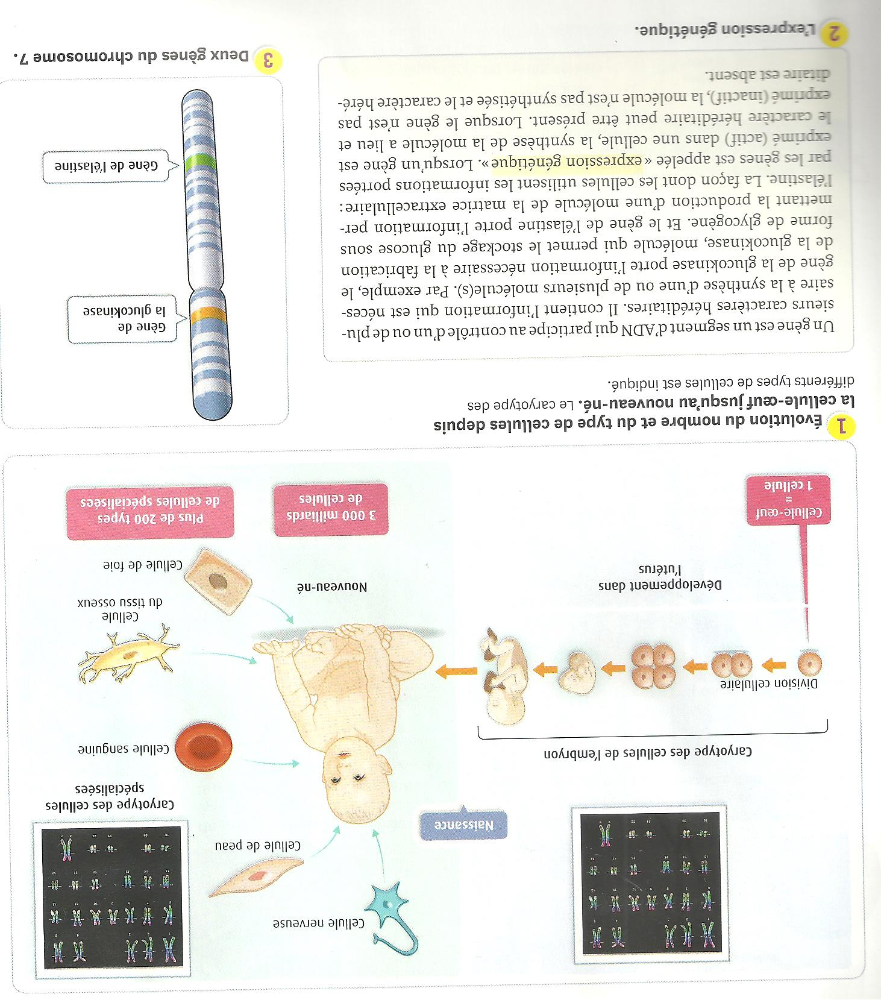 Cellule nerveuse
Cellule de peau
Naissance
Caryotype des cellules
spécialisées
Caryotype des cellules de l'embryon
Cellule sanguine
Division cellulaire
Cellule
du tissu osseux
Développement dans
l'utérus
Nouveau-né
Cellule de foie
Cellule-œuf
=
1 cellule
3 000 milliards
de cellules
Plus de 200 types
de cellules spécialisées
1 Évolution du nombre et du type de cellules depuis
la cellule-œuf jusqu'au nouveau-né. Le caryotype des
différents types de cellules est indiqué.
Un gène est un segment d'ADN qui participe au contrôle d'un ou de plu-
sieurs caractères héréditaires. Il contient l'information qui est néces-
saire à la synthèse d'une ou de plusieurs molécule(s). Par exemple, le
gène de la glucokinase porte l'information nécessaire à la fabrication
de la glucokinase, molécule qui permet le stockage du glucose sous
forme de glycogène. Et le gène de l'élastine porte l'information per-
mettant la production d'une molécule de la matrice extracellulaire :
l'élastine. La façon dont les cellules utilisent les informations portées
par les gènes est appelée « expression génétique ». Lorsqu'un gène est
exprimé (actif) dans une cellule, la synthèse de la molécule a lieu et
le caractère héréditaire peut être présent. Lorsque le gène n'est pas
exprimé (inactif), la molécule n'est pas synthétisée et le caractère héré-
ditaire est absent.
2 L'expression génétique.
Gène de
la glucokinase
Gène de l'élastine
3 Deux gènes du chromosome 7.